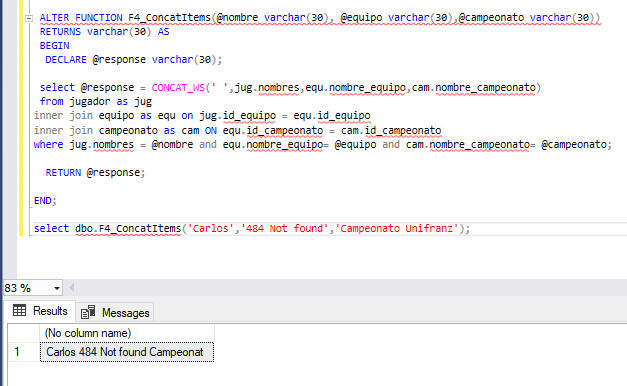 ALTER FUNCTION F4_ConcatItems(@nombre varchar(30), @equipo varchar(30),@campeonato varchar(30))
RETURNS varchar(30) AS
BEGIN
DECLARE @response varchar(30);
select @response = CONCAT_WS(' ',jug.nombres,equ.nombre_equipo,cam.nombre_campeonato)
from jugador as jug
inner join equipo as equ on jug.id_equipo = equ.id_equipo
inner join campeonato as cam ON equ.id_campeonato = cam.id_campeonato
where jug.nombres = @nombre and equ.nombre_equipo= @equipo and cam.nombre_campeonato= @campeonato;
RETURN @response;
END;
select dbo.F4_ConcatItems('Carlos','484 Not found','Campeonato Unifranz');
83 %
Results Messages
(No column name)
1 Carlos 484 Not found Campeonat